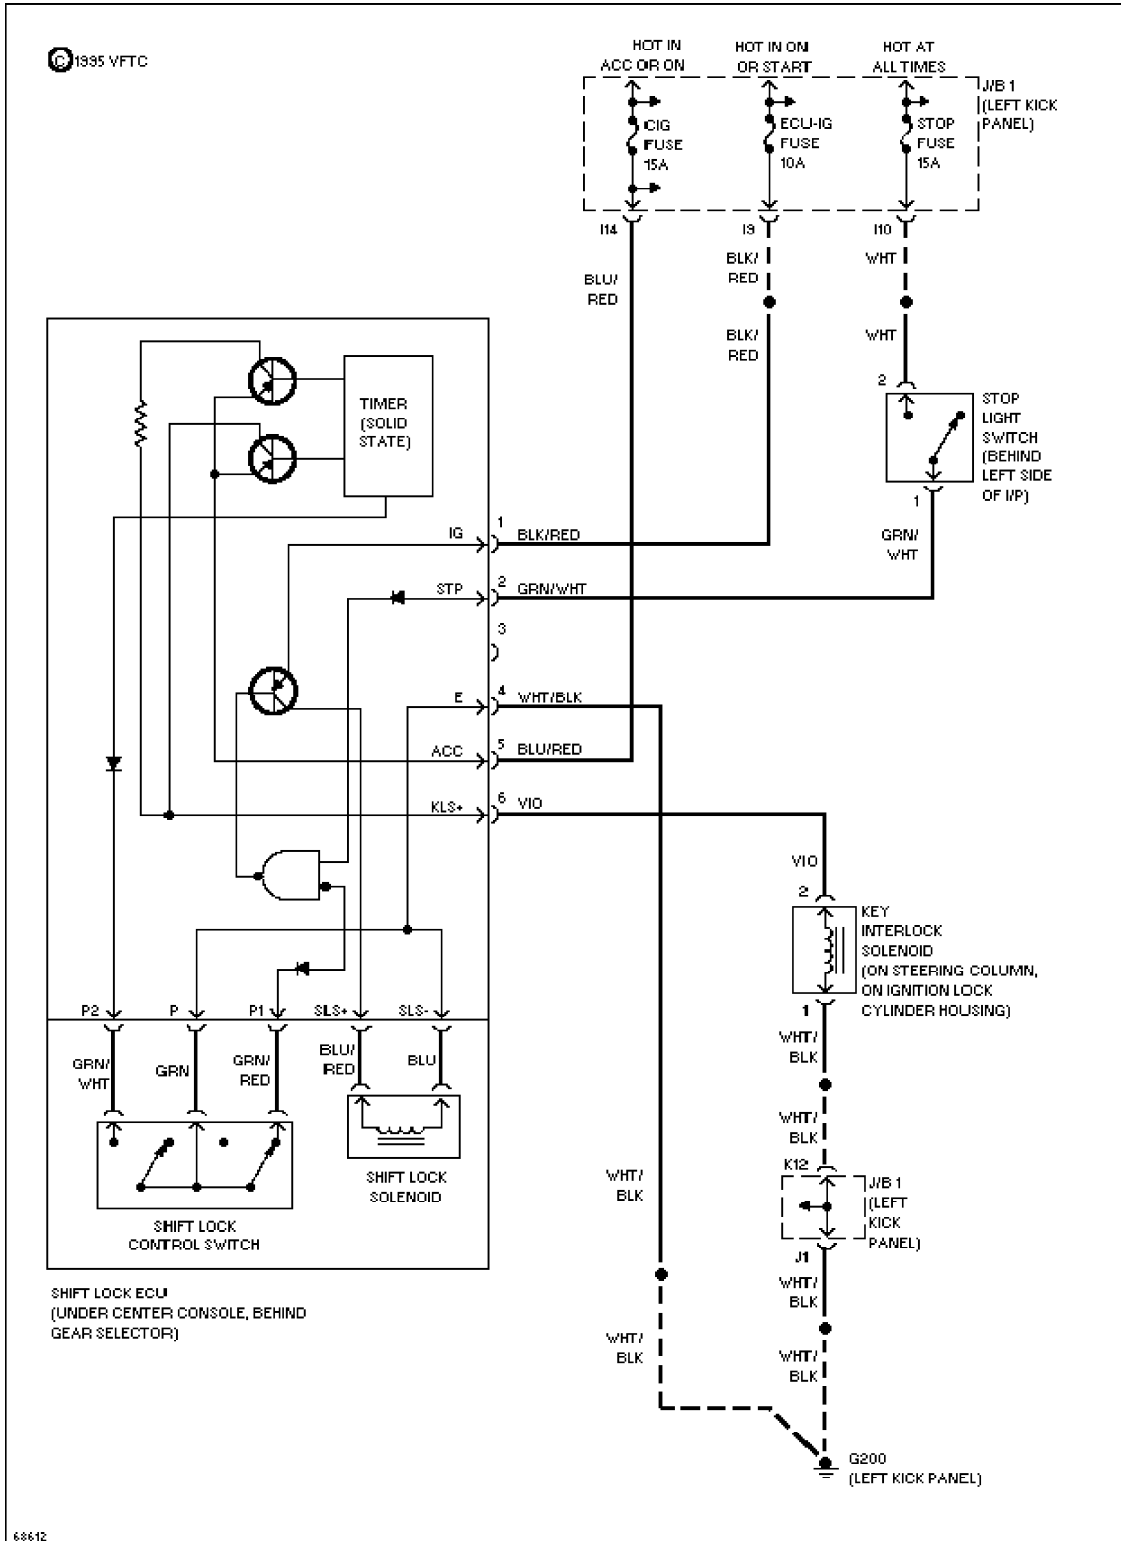 © 1995 VFTC
HOT IN
ACC OR ON
HOT IN ON
OR START
HOT AT
ALL TIMES
J/B 1
(LEFT KICK
PANEL)
CIG
FUSE
15A
ECU-IG
FUSE
10A
STOP
FUSE
15A
I14
I9
I10
BLU/
RED
BLK/
RED
WHT
BLK/
RED
WHT
2
STOP
LIGHT
SWITCH
(BEHIND
LEFT SIDE
OF I/P)
1
GRN/
WHT
TIMER
(SOLID
STATE)
IG
1
BLK/RED
STP
2
GRN/WHT
3
E
4
WHT/BLK
ACC
5
BLU/RED
KLS+
6
VIO
VIO
2
KEY
INTERLOCK
SOLENOID
(ON STEERING COLUMN,
ON IGNITION LOCK
CYLINDER HOUSING)
1
WHT/
BLK
WHT/
BLK
K12
J/B 1
(LEFT
KICK
PANEL)
J1
WHT/
BLK
WHT/
BLK
P2
P
P1
SLS+
SLS-
GRN/
WHT
GRN
GRN/
RED
BLU/
RED
BLU
SHIFT LOCK
SOLENOID
SHIFT LOCK
CONTROL SWITCH
SHIFT LOCK ECU
(UNDER CENTER CONSOLE, BEHIND
GEAR SELECTOR)
WHT/
BLK
WHT/
BLK
G200
(LEFT KICK PANEL)
68612